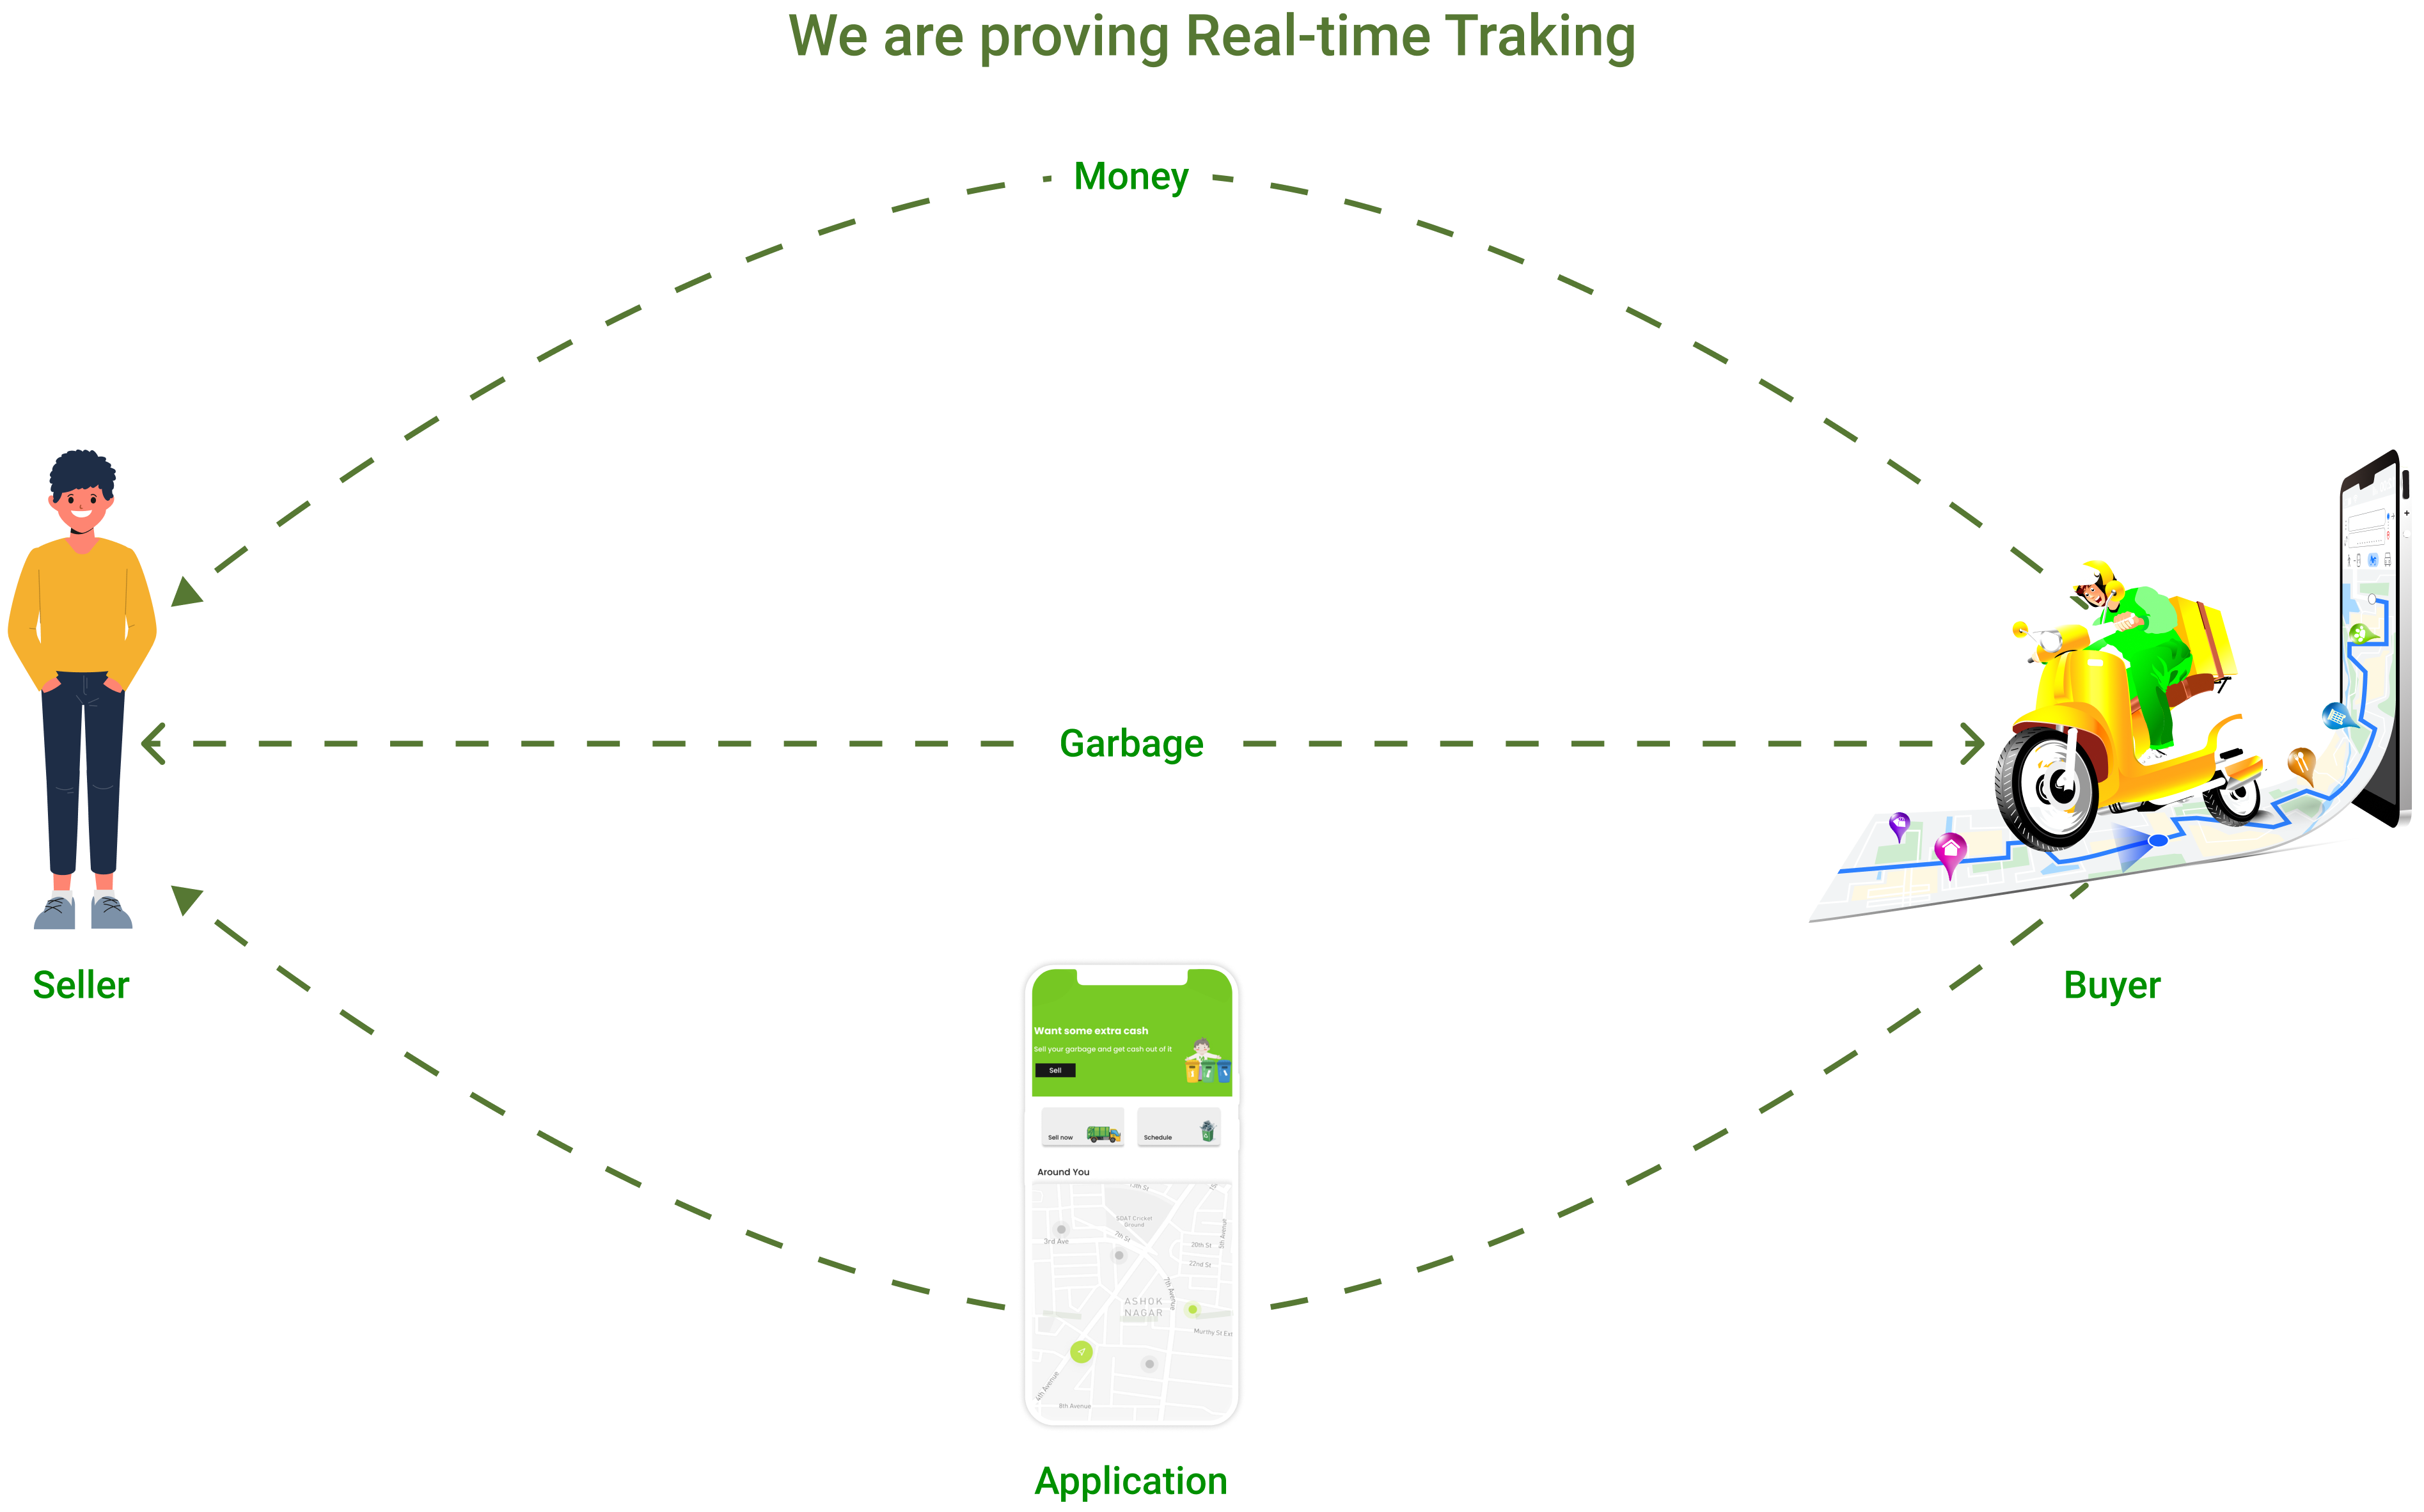 We are proving Real-time Traking
Money
Garbage
Seller
Buyer
Want some extra cash
Sell your garbage and get cash out of it
Sell
Sell now
Schedule
Around You
13th St
SDAT Cricket
Ground
3rd Ave
7th St
5th Avenue
20th St
22nd St
7th Avenue
ASHOK
NAGAR
Murthy St Ext
4th Avenue
8th Avenue
Application